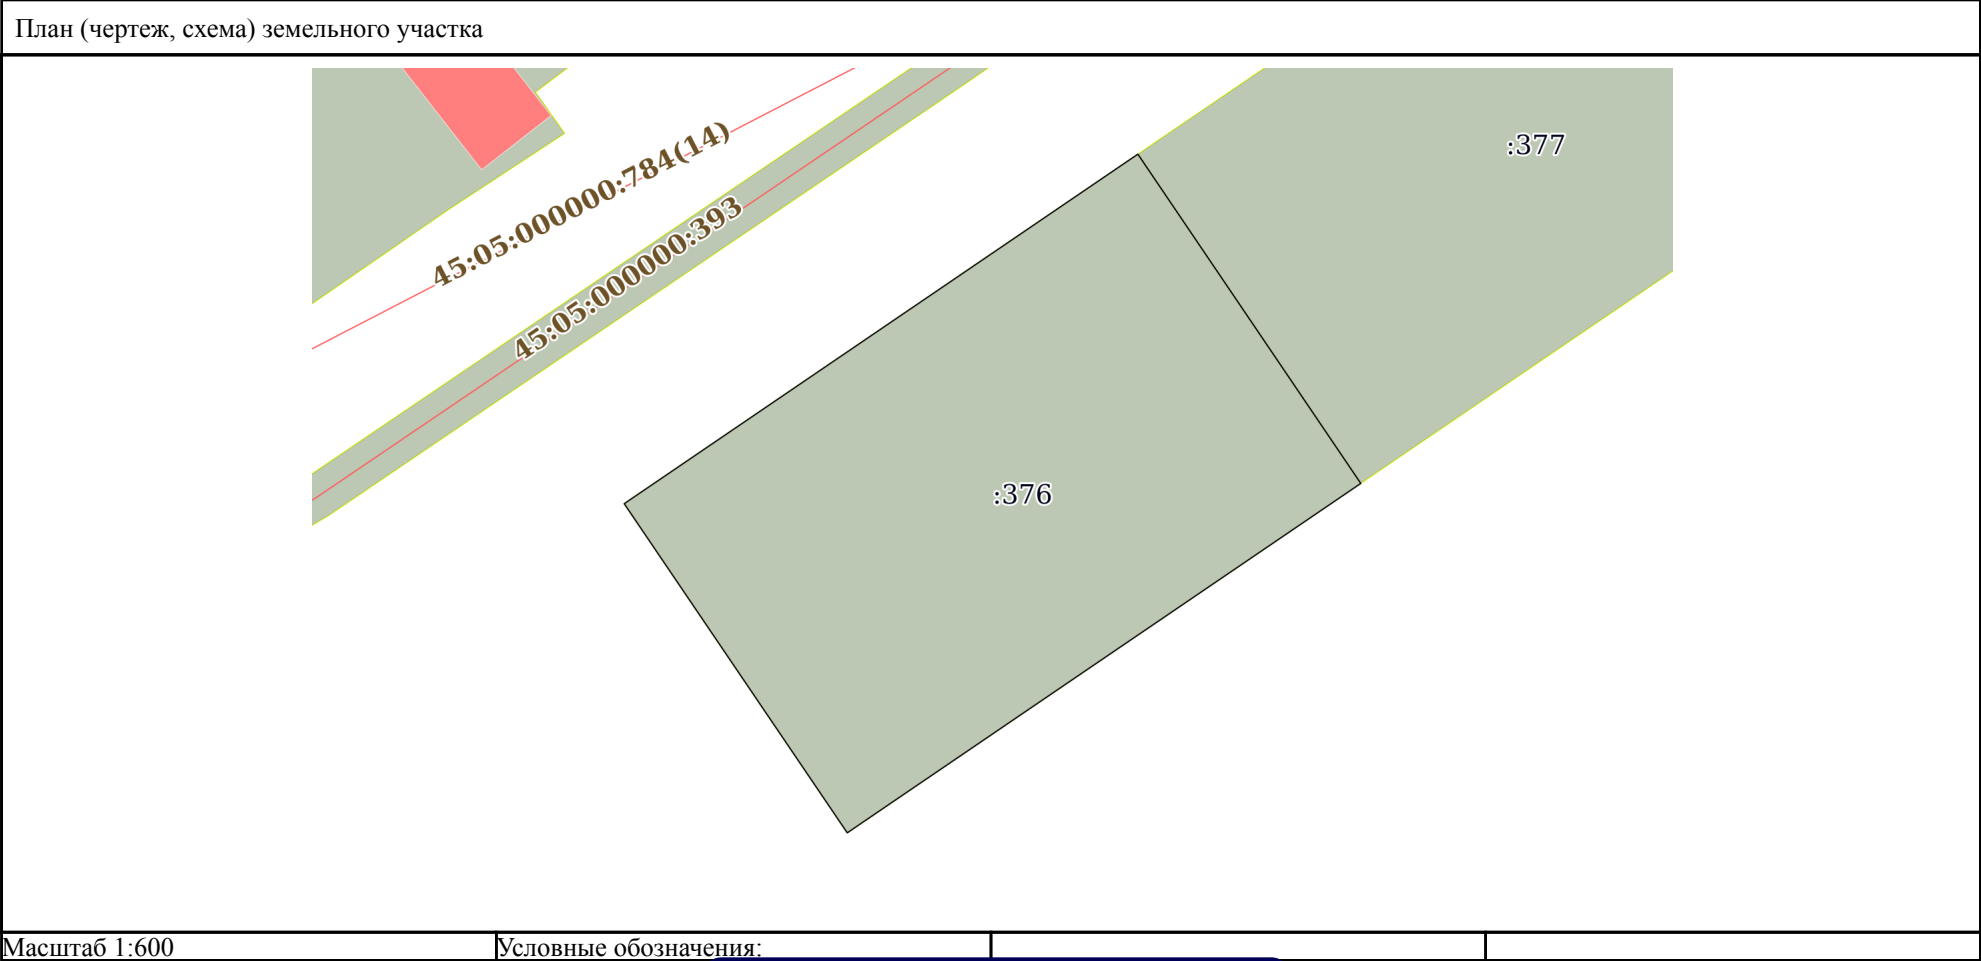 План (чертеж, схема) земельного участка
:377
45:05:000000:784(14)
45:05:000000:393
:376
Масштаб 1:600
Условные обозначения: